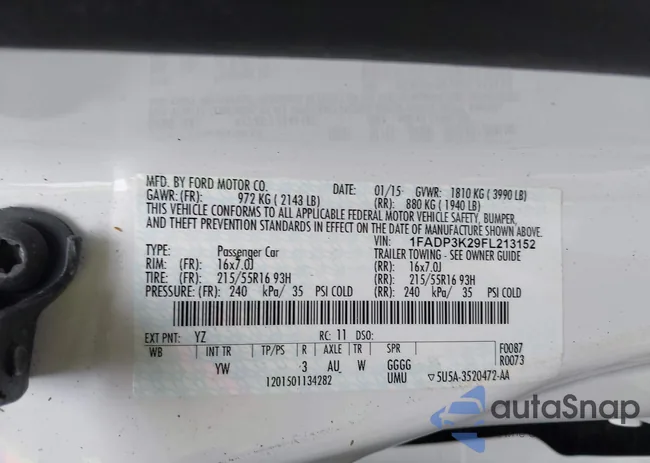 MFD. BY FORD MOTOR CO.
DATE: 01/15 GVWR: 1810 KG ( 3990 LB)
GAWR: (FR): 972 KG ( 2143 LB) (RR): 880 KG ( 1940 LB)
THIS VEHICLE CONFORMS TO ALL APPLICABLE FEDERAL MOTOR VEHICLE SAFETY, BUMPER,
AND THEFT PREVENTION STANDARDS IN EFFECT ON THE DATE OF MANUFACTURE SHOWN ABOVE.
VIN: 1FADP3K29FL213152
TYPE: Passenger Car TRAILER TOWING - SEE OWNER GUIDE
RIM: (FR): 16x7.0J (RR): 16x7.0J
TIRE: (FR): 215/55R16 93H (RR): 215/55R16 93H
PRESSURE: (FR): 240 kPa/ 35 PSI COLD (RR): 240 kPa/ 35 PSI COLD
EXT PNT: YZ RC: 11 DSO:
WB INT TR TP/PS R AXLE TR SPR F0087
YW 3 AU W GGGG R0073
1201501134282 UMU ▽5U5A-3520472-AA
autoSnap